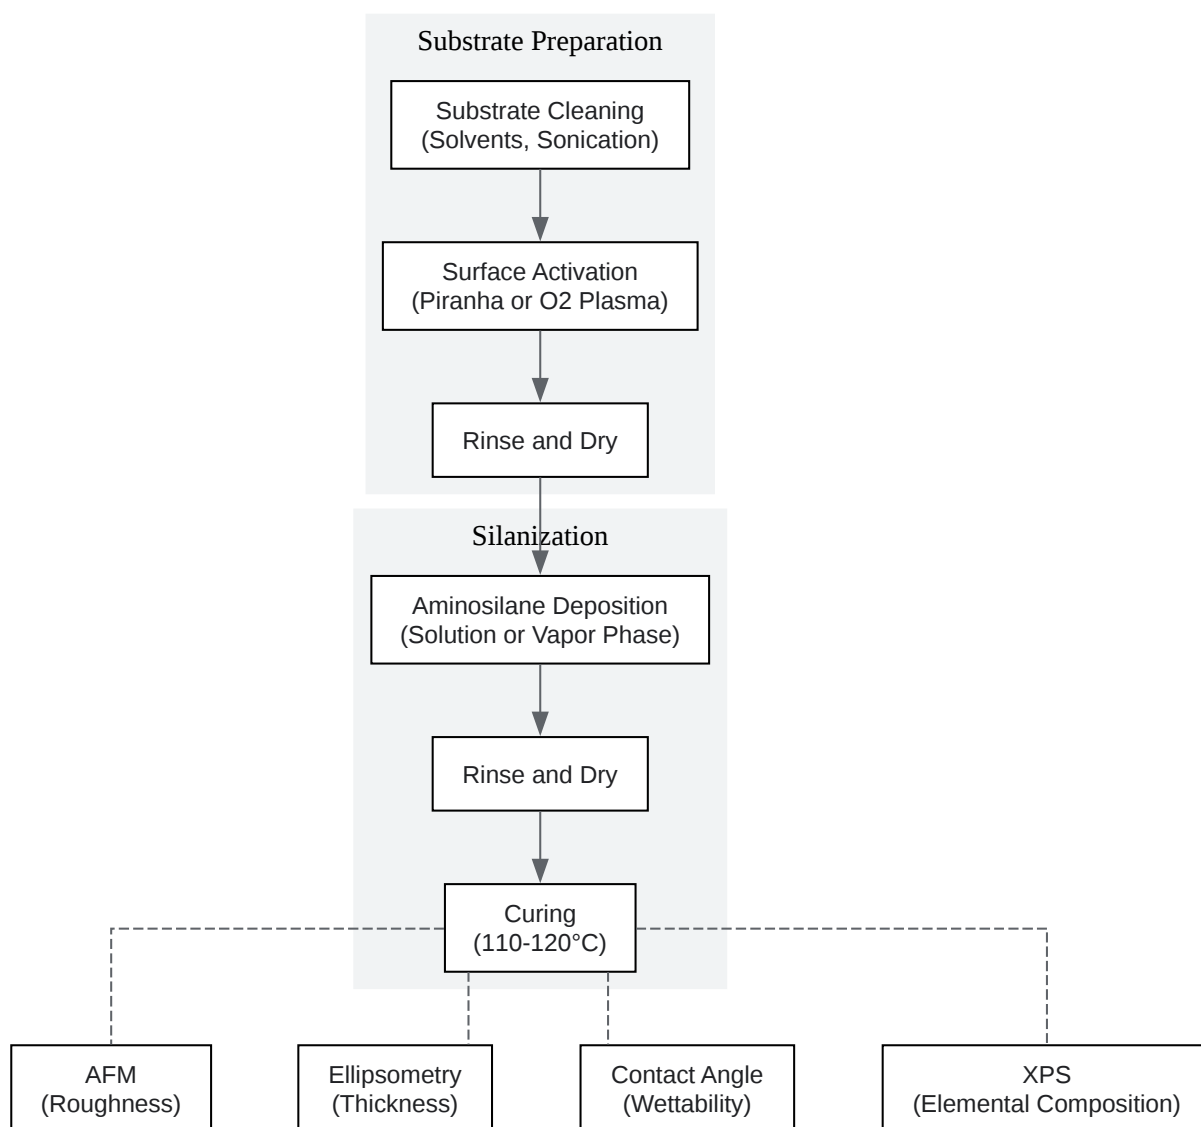 Substrate Preparation
Substrate Cleaning
(Solvents, Sonication)
Surface Activation
(Piranha or O2 Plasma)
Rinse and Dry
Silanization
Aminosilane Deposition
(Solution or Vapor Phase)
Rinse and Dry
Curing
(110-120°C)
AFM
(Roughness)
Ellipsometry
(Thickness)
Contact Angle
(Wettability)
XPS
(Elemental Composition)